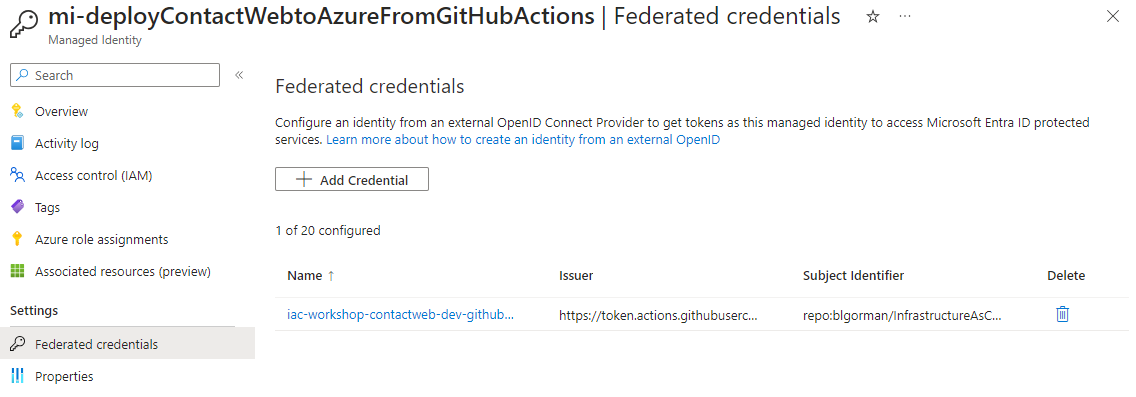 mi-deployContactWebtoAzureFromGitHubActions | Federated credentials
Managed Identity
Search
Overview
Activity log
Access control (IAM)
Tags
Azure role assignments
Associated resources (preview)
Settings
Federated credentials
Properties
Federated credentials
Configure an identity from an external OpenID Connect Provider to get tokens as this managed identity to access Microsoft Entra ID protected
services. Learn more about how to create an identity from an external OpenID
Add Credential
1 of 20 configured
Name ↑ Issuer Subject Identifier Delete
iac-workshop-contactweb-dev-github... https://token.actions.githubuserc... repo:blgorman/InfrastructureAsC...